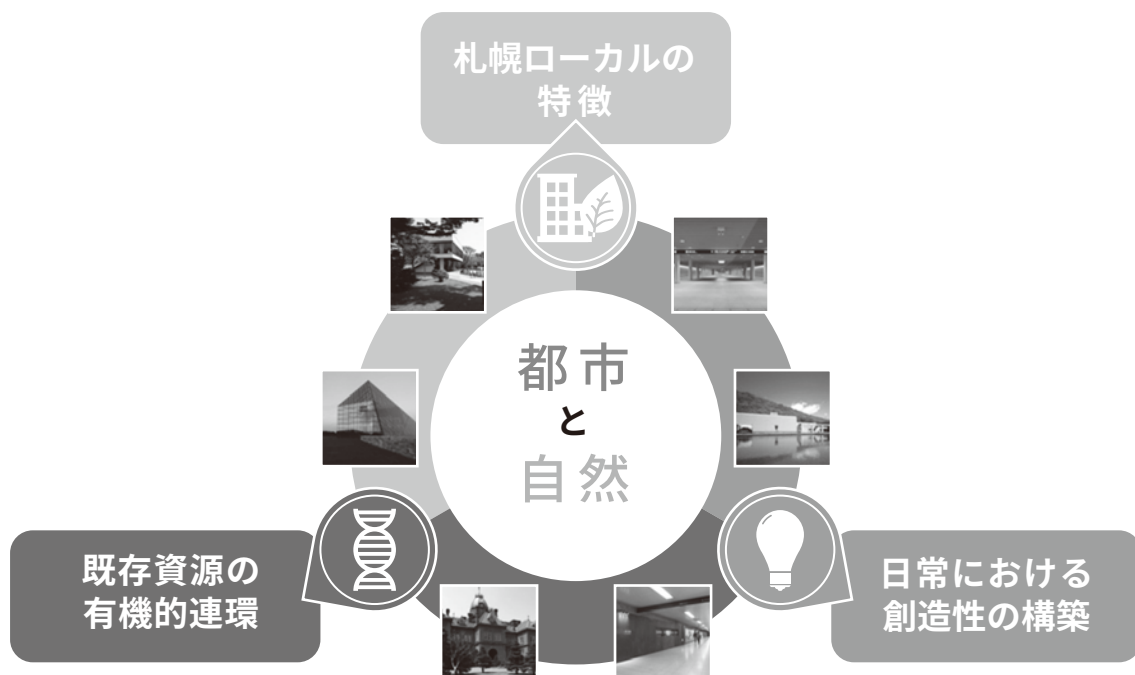 札幌ローカルの
特徴
都市
と
自然
既存資源の
有機的連環
日常における
創造性の構築